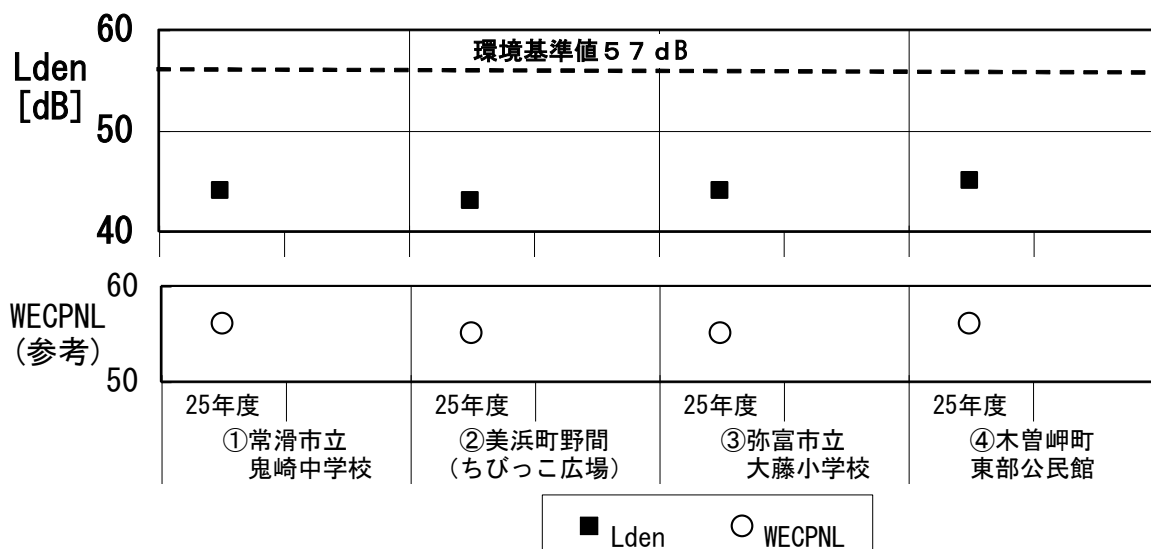 60
環境基準値５７ｄB
Lden
[dB]
50
40
60
WECPNL
(参考)
50
25年度
25年度
25年度
25年度
①常滑市立
鬼崎中学校
②美浜町野間
(ちびっこ広場)
③弥富市立
大藤小学校
④木曽岬町
東部公民館
■ Lden ○ WECPNL